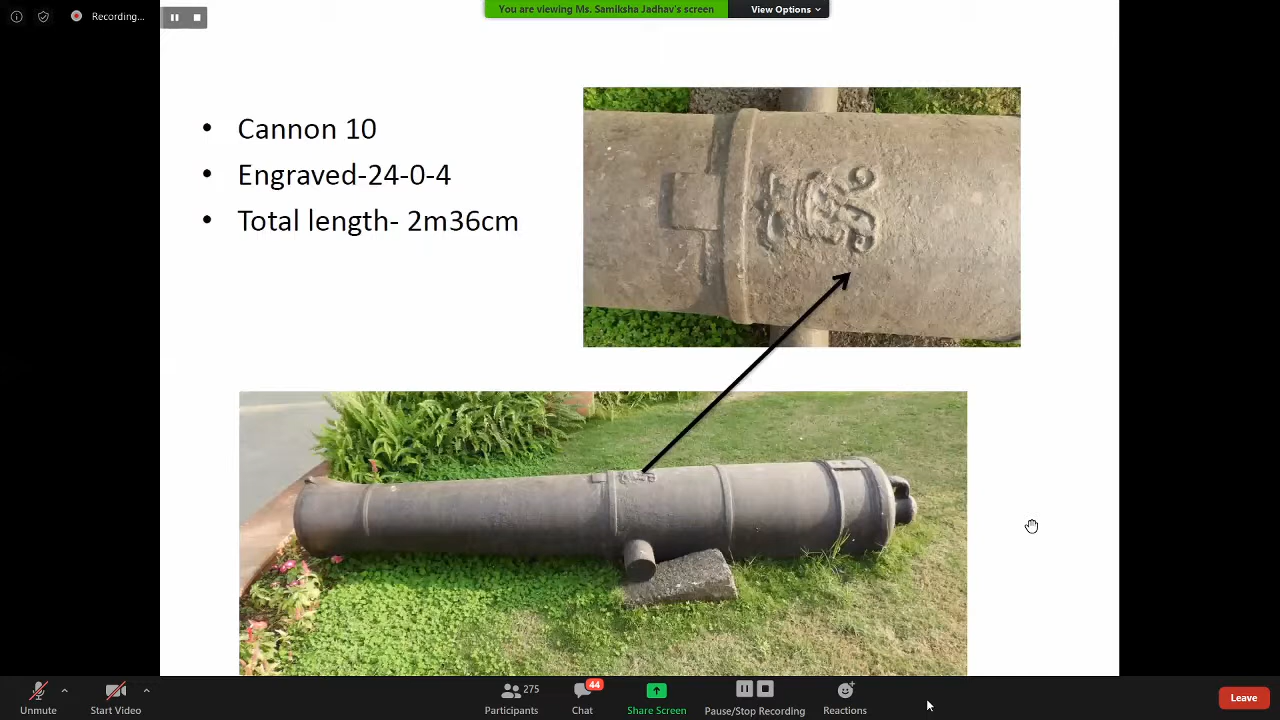 Recording...
You are viewing Ms. Samiksha Jadhav's screen
View Options
• Cannon 10
• Engraved-24-0-4
• Total length- 2m36cm
Unmute
Start Video
275
Participants
44
Chat
Share Screen
Pause/Stop Recording
Reactions
Leave